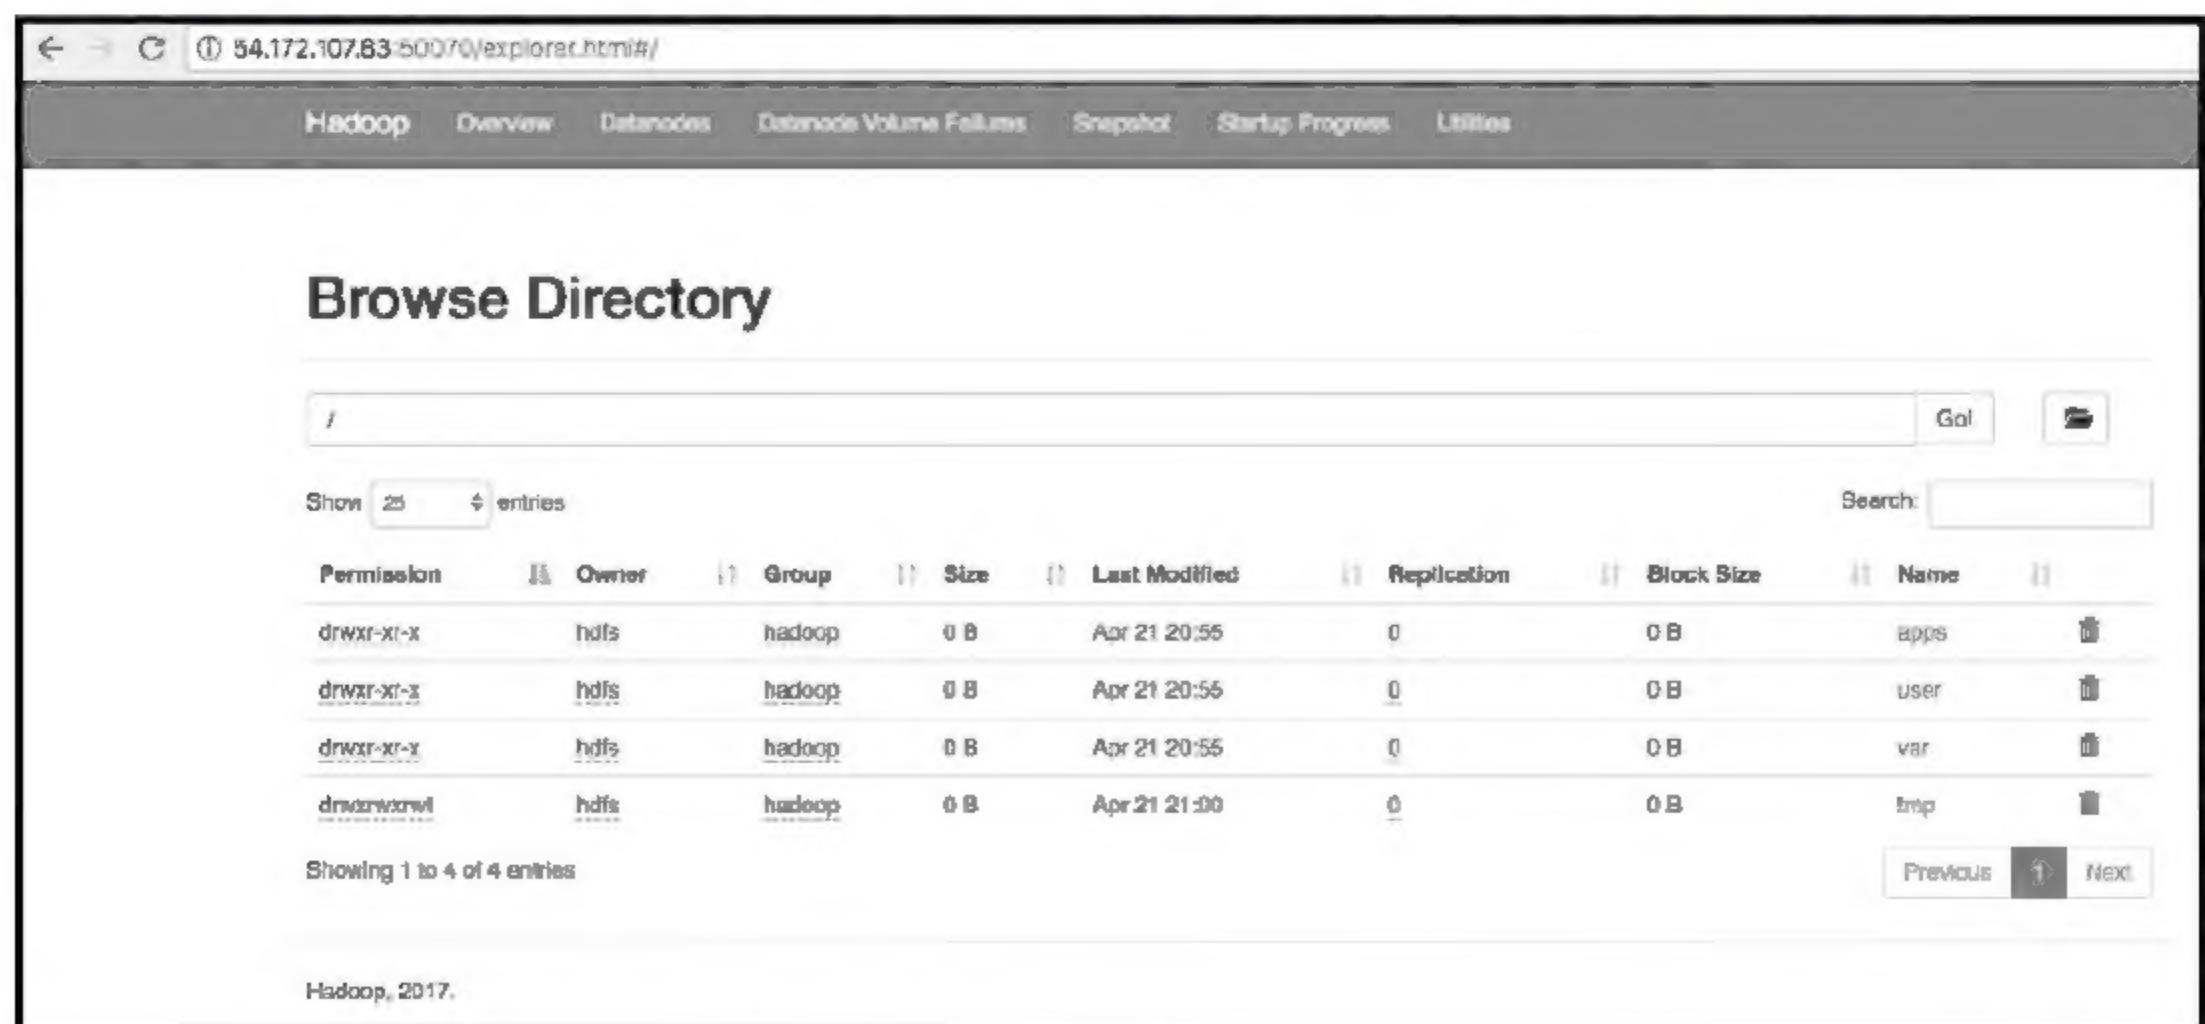 54.172.107.83:50070/explorer.html#/
Hadoop Overview Datanodes Datanode Volume Failures Snapshot Startup Progress Utilities
Browse Directory
/ Go!
Show 25 entries Search:
Permission Owner Group Size Last Modified Replication Block Size Name
drwxr-xr-x hdfs hadoop 0 B Apr 21 20:55 0 0 B apps
drwxr-xr-x hdfs hadoop 0 B Apr 21 20:55 0 0 B user
drwxr-xr-x hdfs hadoop 0 B Apr 21 20:55 0 0 B var
drwxrwxrwt hdfs hadoop 0 B Apr 21 21:00 0 0 B tmp
Showing 1 to 4 of 4 entries Previous 1 Next
Hadoop, 2017.